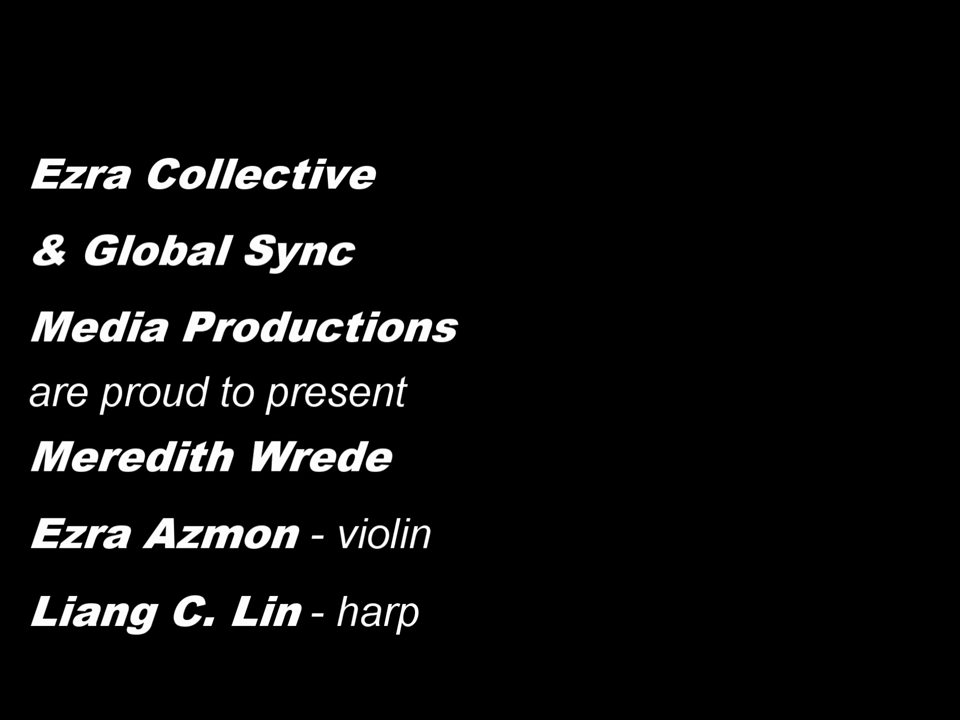 Ezra Collective
& Global Sync
Media Productions
are proud to present
Meredith Wrede
Ezra Azmon - violin
Liang C. Lin - harp